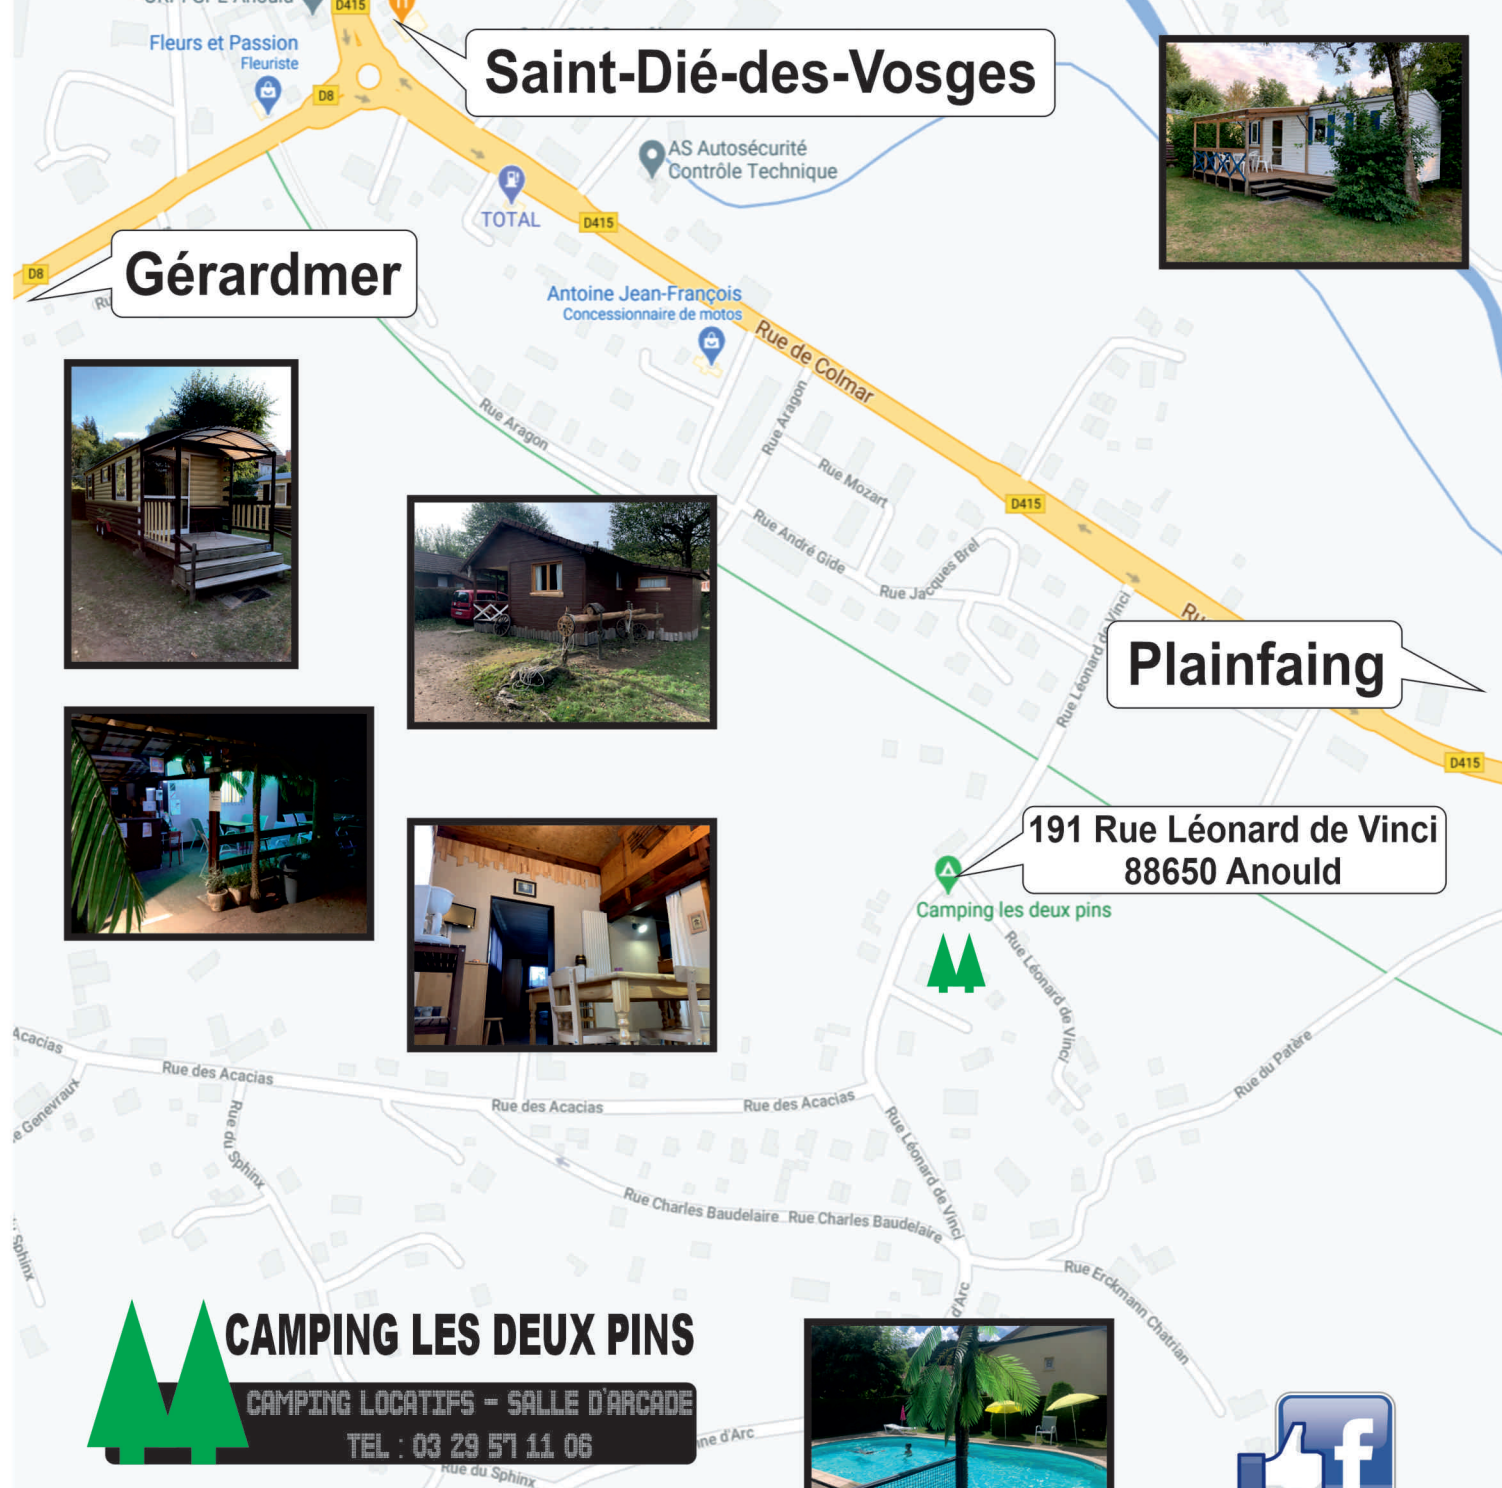 D415
Fleurs et Passion
Fleuriste
D8
Saint-Dié-des-Vosges
AS Autosécurité
Contrôle Technique
TOTAL
D415
D8
Gérardmer
Antoine Jean-François
Concessionnaire de motos
Rue de Colmar
Rue Aragon
Rue Aragon
Rue Mozart
D415
Rue André Gide
Rue Jacques Brel
Rue Léonard de Vinci
Plainfaing
D415
191 Rue Léonard de Vinci
88650 Anould
Camping les deux pins
Rue Léonard de Vinci
Acacias
Rue des Acacias
Rue des Acacias
Rue des Acacias
Rue du Patère
Genevraux
Rue du Sphinx
Rue Léonard de Vinci
Rue Charles Baudelaire
Rue Charles Baudelaire
Sphinx
Rue Erckmann Chatrian
d'Arc
CAMPING LES DEUX PINS
CAMPING LOCATIFS - SALLE D'ARCADE
TEL : 03 29 57 11 06
ne d'Arc
Rue du Sphinx
f